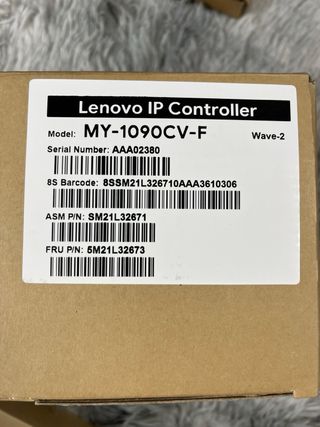 Lenovo IP Controller
Model: MY-1090CV-F Wave-2
Serial Number: AAA02380
8S Barcode: 8SSM21L326710AAA3610306
ASM P/N: SM21L32671
FRU P/N: 5M21L32673